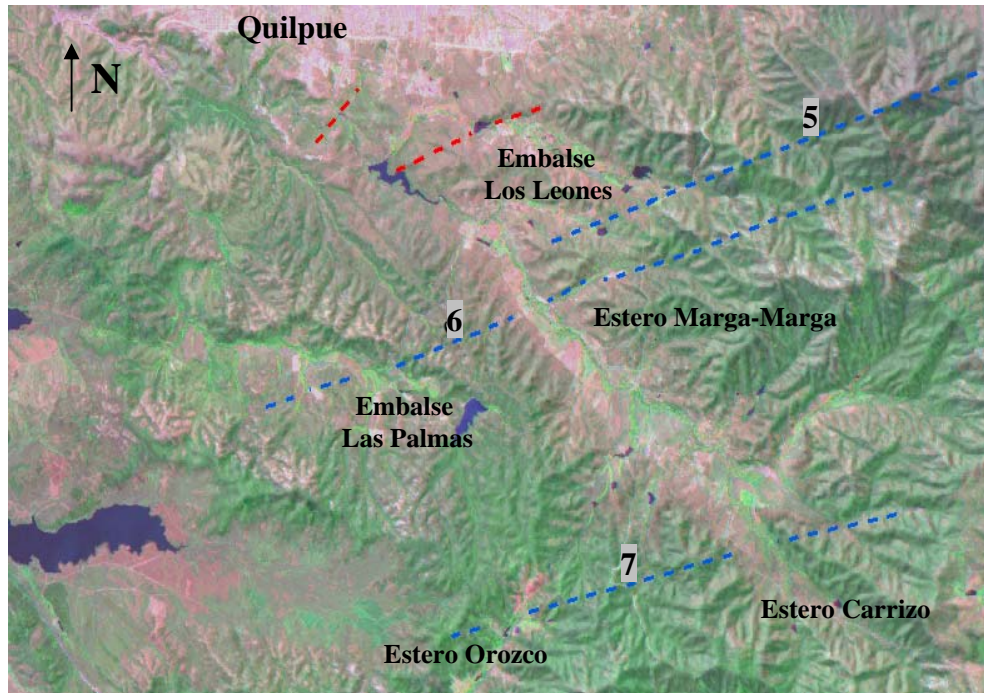 Quilpue
N
5
Embalse
Los Leones
6
Estero Marga-Marga
Embalse
Las Palmas
7
Estero Carrizo
Estero Orozco